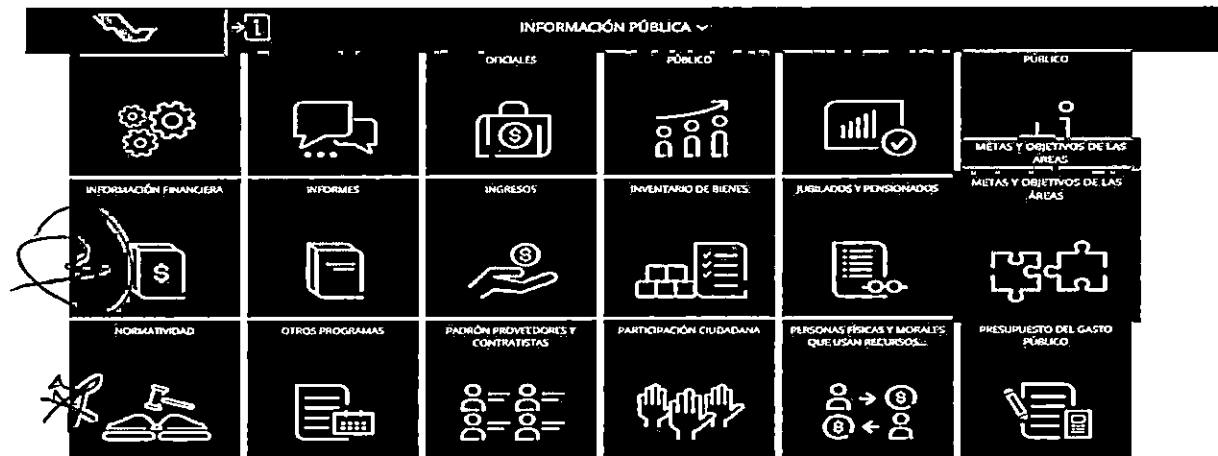 INFORMACIÓN PÚBLICA
OFICIALES
PÚBLICO
PÚBLICO
METAS Y OBJETIVOS DE LAS
ÁREAS
INFORMACIÓN FINANCIERA
INFORMES
INGRESOS
INVENTARIO DE BIENES
JUBILADOS Y PENSIONADOS
METAS Y OBJETIVOS DE LAS
ÁREAS
NORMATIVIDAD
OTROS PROGRAMAS
PADRÓN PROVEEDORES Y
CONTRATISTAS
PARTICIPACIÓN CIUDADANA
PERSONAS FÍSICAS Y MORALES
QUE USAN RECURSOS...
PRESUPUESTO DEL GASTO
PÚBLICO